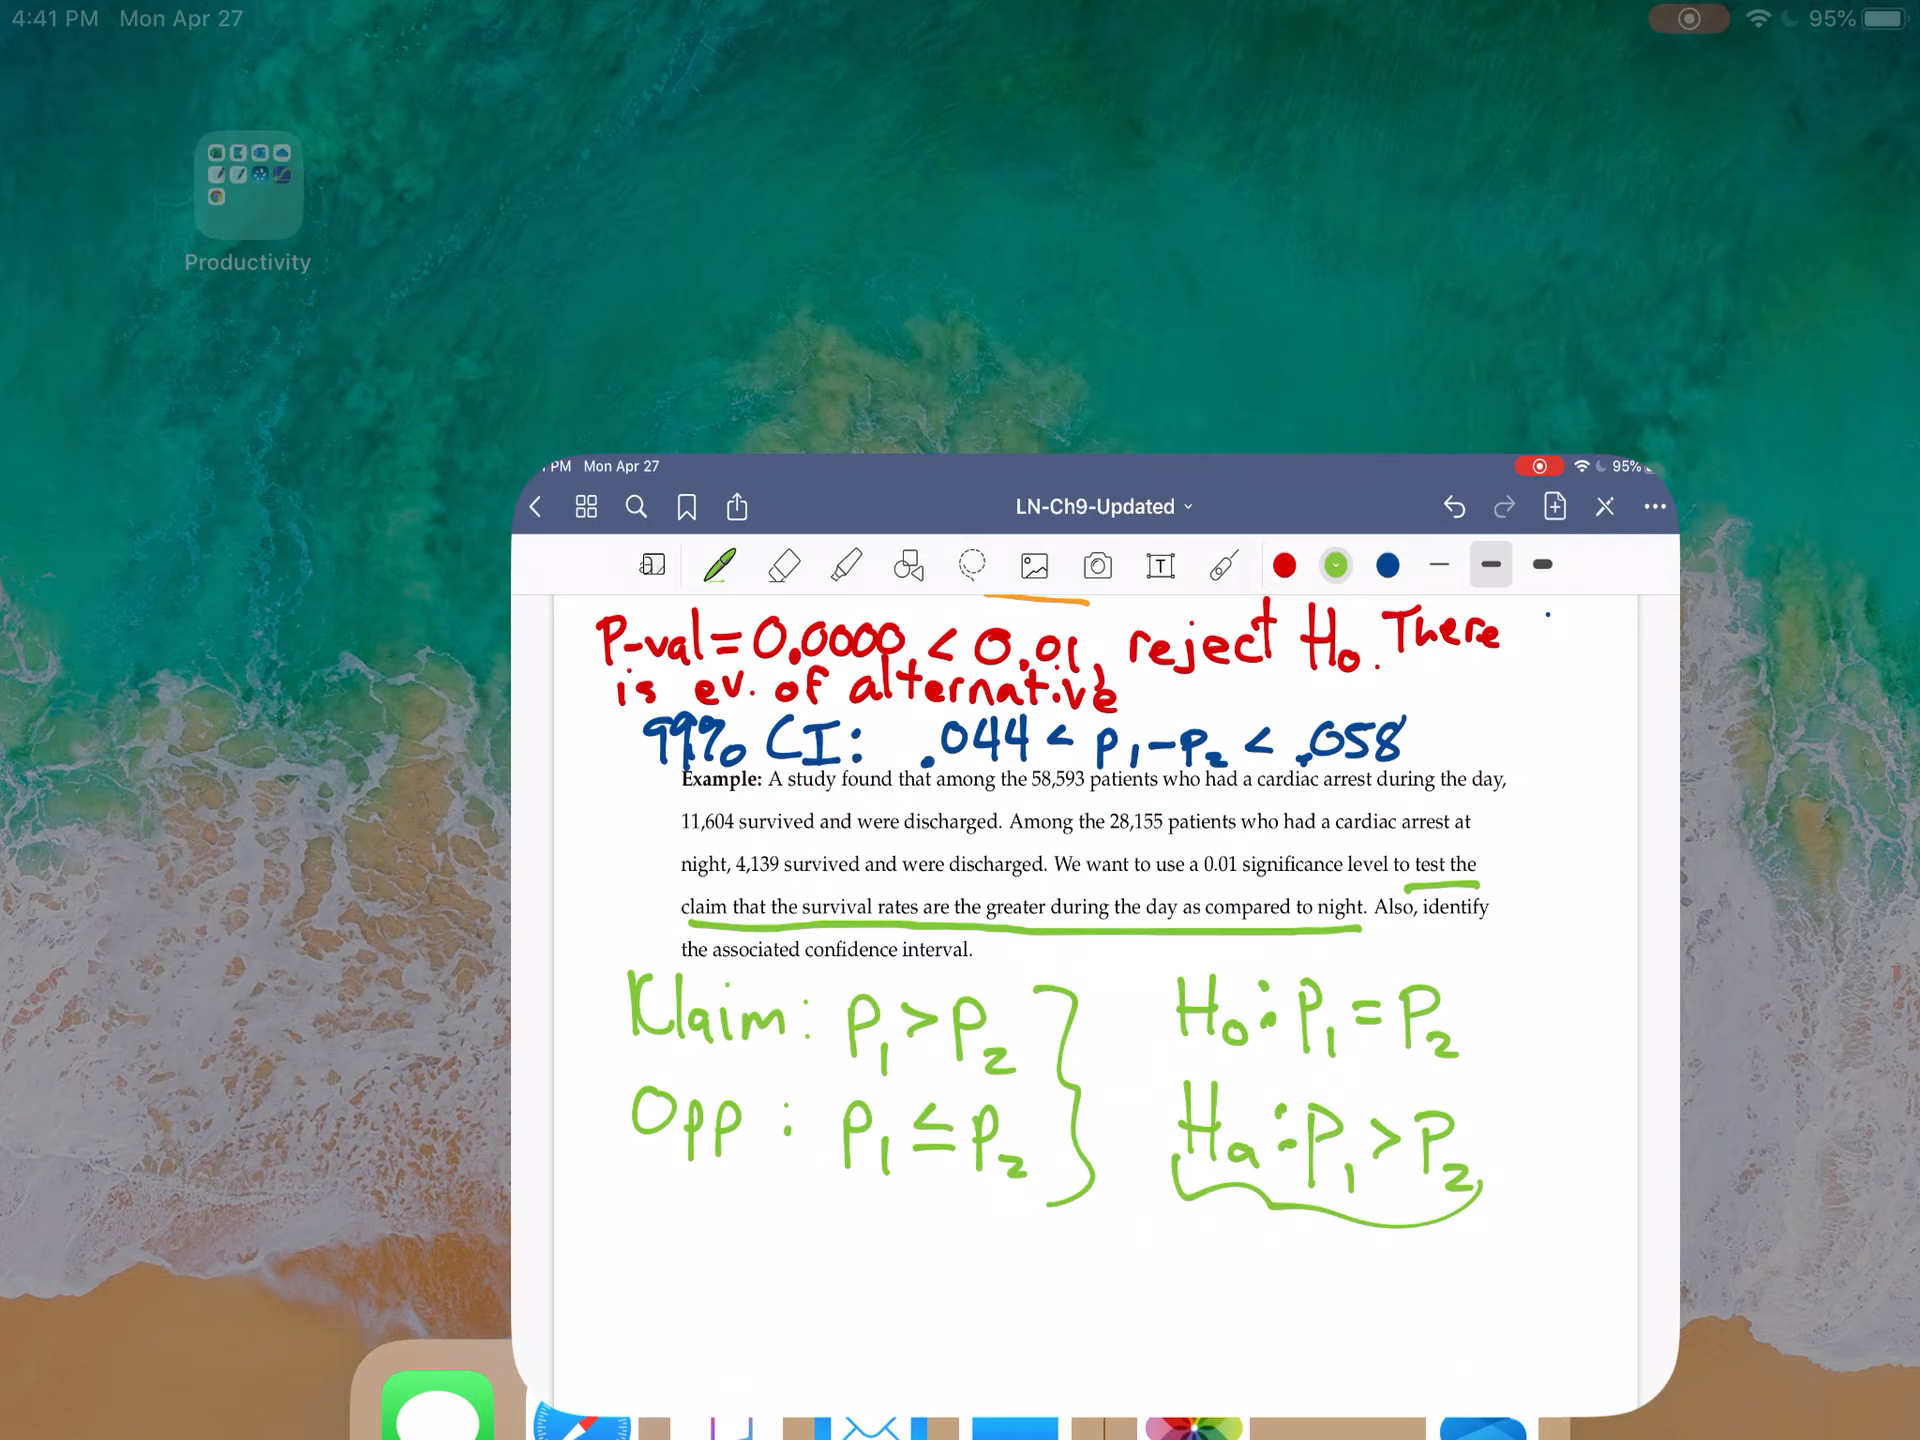 4:41 PM Mon Apr 27
95%
Productivity
PM Mon Apr 27
95%
LN-Ch9-Updated
P-val = 0.0000 < 0.01, reject H0. There
is ev. of alternative
99% CI: .044 < p1-p2 < .058
Example: A study found that among the 58,593 patients who had a cardiac arrest during the day,
11,604 survived and were discharged. Among the 28,155 patients who had a cardiac arrest at
night, 4,139 survived and were discharged. We want to use a 0.01 significance level to test the
claim that the survival rates are the greater during the day as compared to night. Also, identify
the associated confidence interval.
Klaim: p1 > p2
H0: p1 = p2
Opp: p1 ≤ p2
Ha: p1 > p2